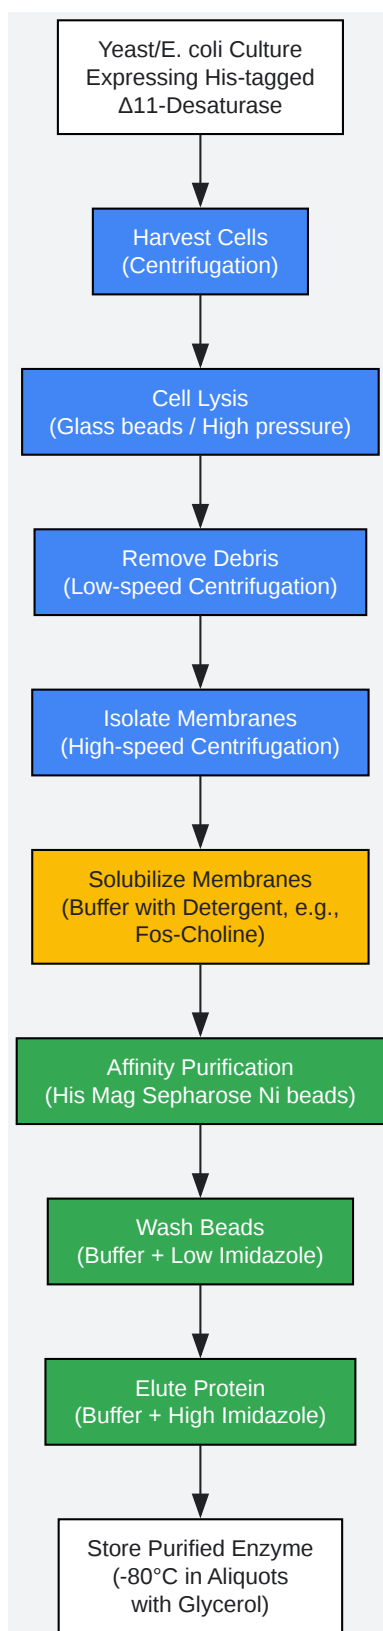 Yeast/E. coli Culture
Expressing His-tagged
Δ11-Desaturase
Harvest Cells
(Centrifugation)
Cell Lysis
(Glass beads / High pressure)
Remove Debris
(Low-speed Centrifugation)
Isolate Membranes
(High-speed Centrifugation)
Solubilize Membranes
(Buffer with Detergent, e.g.,
Fos-Choline)
Affinity Purification
(His Mag Sepharose Ni beads)
Wash Beads
(Buffer + Low Imidazole)
Elute Protein
(Buffer + High Imidazole)
Store Purified Enzyme
(-80°C in Aliquots
with Glycerol)